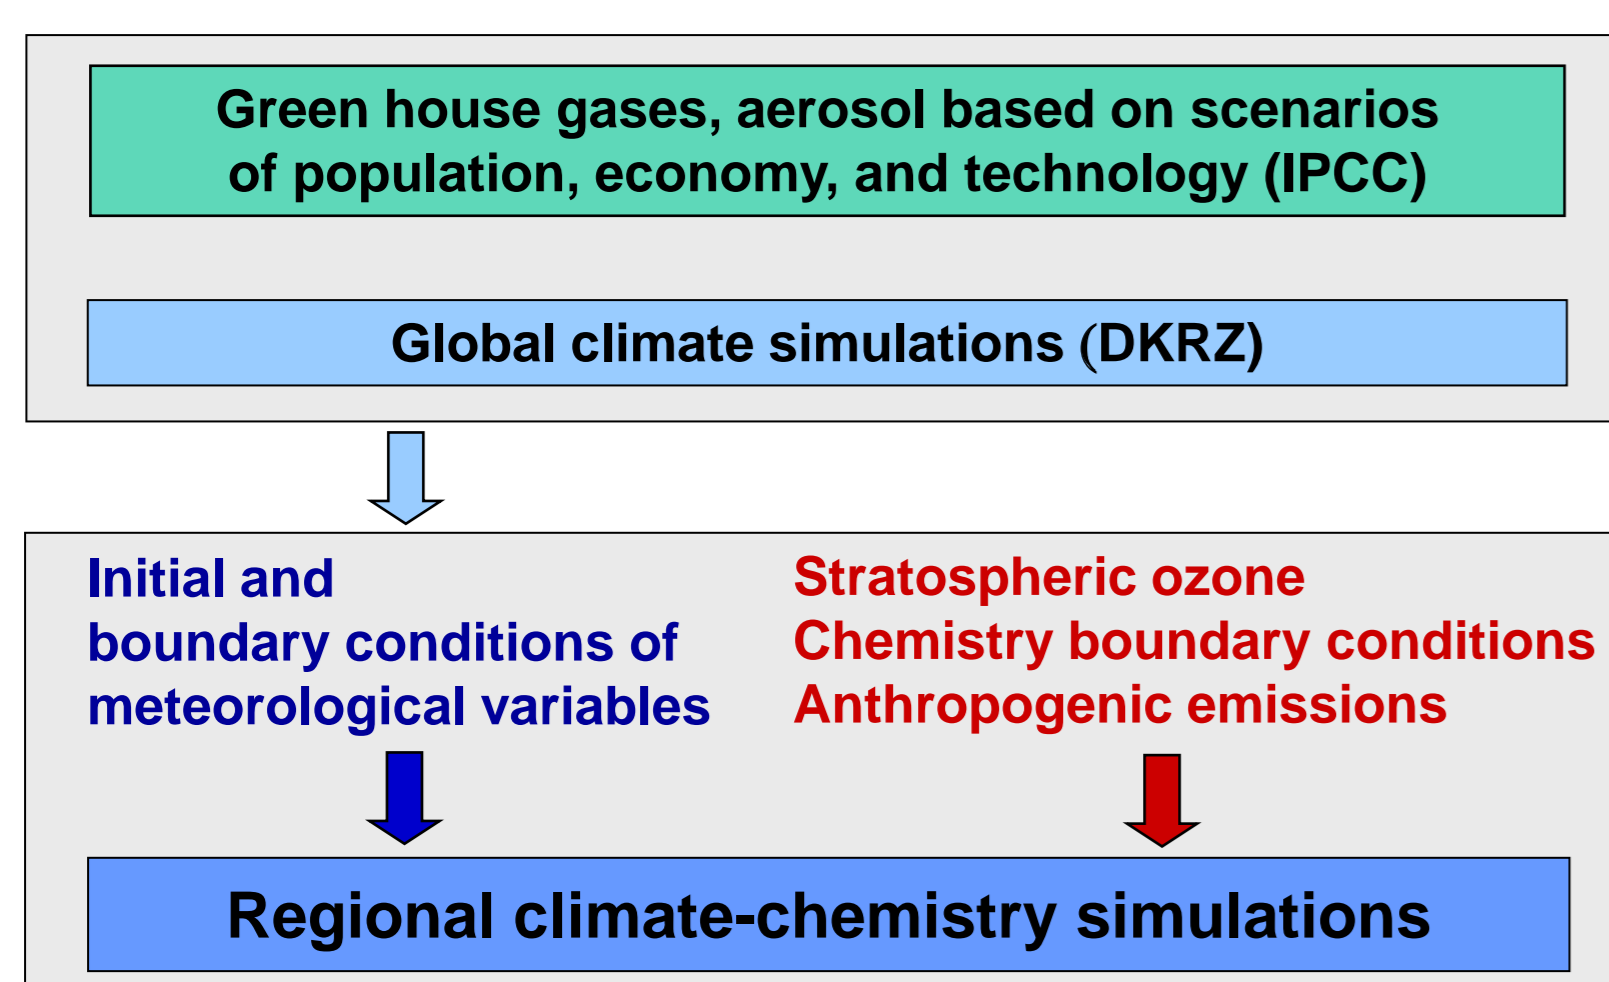 Green house gases, aerosol based on scenarios
of population, economy, and technology (IPCC)
Global climate simulations (DKRZ)
Initial and
boundary conditions of
meteorological variables
Stratospheric ozone
Chemistry boundary conditions
Anthropogenic emissions
Regional climate-chemistry simulations